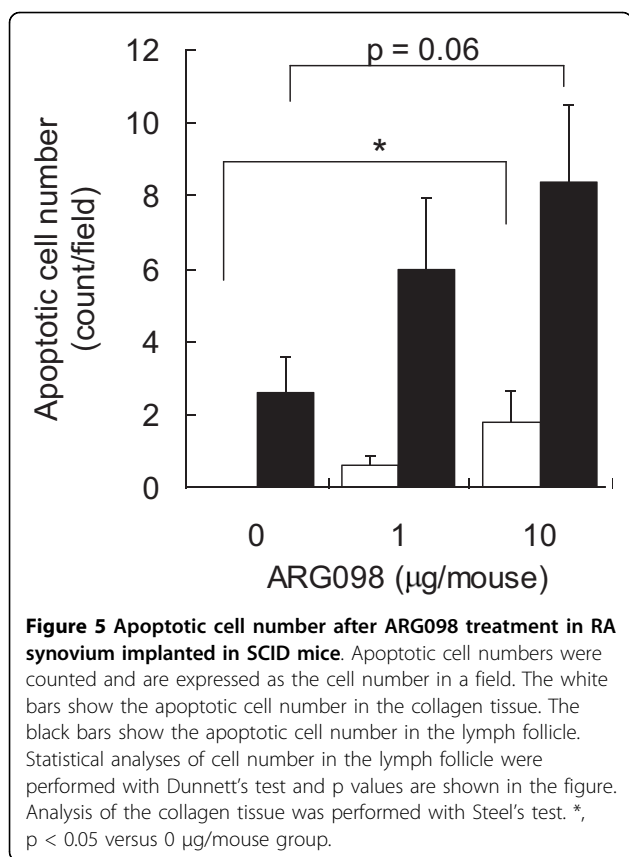 12
10
8
6
4
2
0
Apoptotic cell number
(count/field)
p = 0.06
*
0 1 10
ARG098 (µg/mouse)
Figure 5 Apoptotic cell number after ARG098 treatment in RA
synovium implanted in SCID mice. Apoptotic cell numbers were
counted and are expressed as the cell number in a field. The white
bars show the apoptotic cell number in the collagen tissue. The
black bars show the apoptotic cell number in the lymph follicle.
Statistical analyses of cell number in the lymph follicle were
performed with Dunnett's test and p values are shown in the figure.
Analysis of the collagen tissue was performed with Steel's test. *,
p < 0.05 versus 0 µg/mouse group.